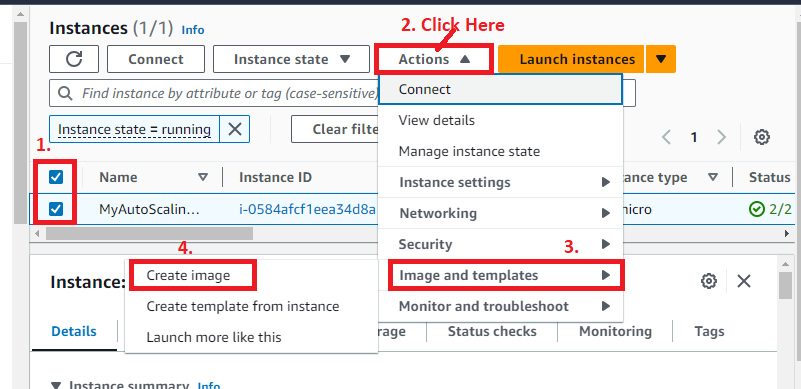 2. Click Here
Instances (1/1) Info
Connect
Instance state
Actions
Launch instances
Find instance by attribute or tag (case-sensitive)
Connect
View details
Manage instance state
Instance settings
Networking
Security
Image and templates
Monitor and troubleshoot
Instance state = running
Clear filte
1
1.
Name
Instance ID
ance type
Status
MyAutoScalin...
i-0584afcf1eea34d8a
micro
2/2
4.
3.
Create image
Create template from instance
Launch more like this
Instance:
Details
rage
Status checks
Monitoring
Tags
Instance summary Info